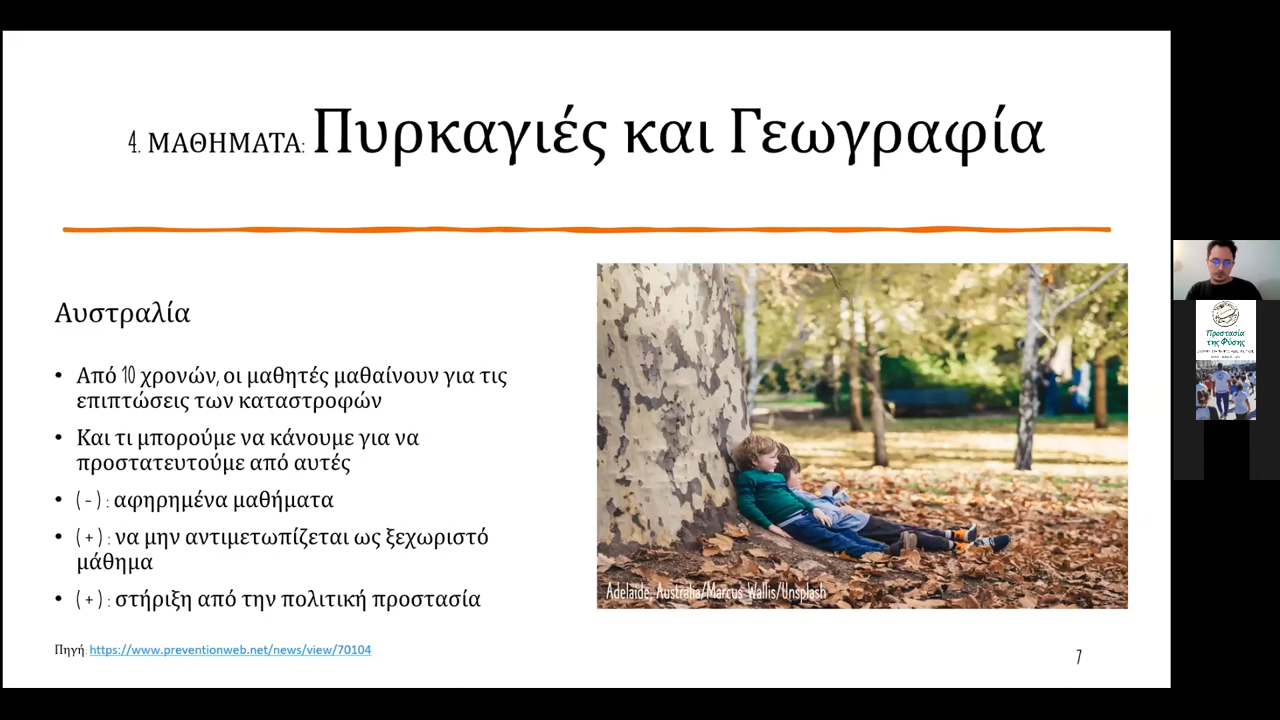 4. ΜΑΘΗΜΑΤΑ: Πυρκαγιές και Γεωγραφία
Αυστραλία
• Από 10 χρονών, οι μαθητές μαθαίνουν για τις
επιπτώσεις των καταστροφών
• Και τι μπορούμε να κάνουμε για να
προστατευτούμε από αυτές
• ( - ) : αφηρημένα μαθήματα
• ( + ) : να μην αντιμετωπίζεται ως ξεχωριστό
μάθημα
• ( + ) : στήριξη από την πολιτική προστασία
Adelaide, Australia/Marcus Wallis/Unsplash
Πηγή: https://www.preventionweb.net/news/view/70104
7
Προστασία
της Φύσης